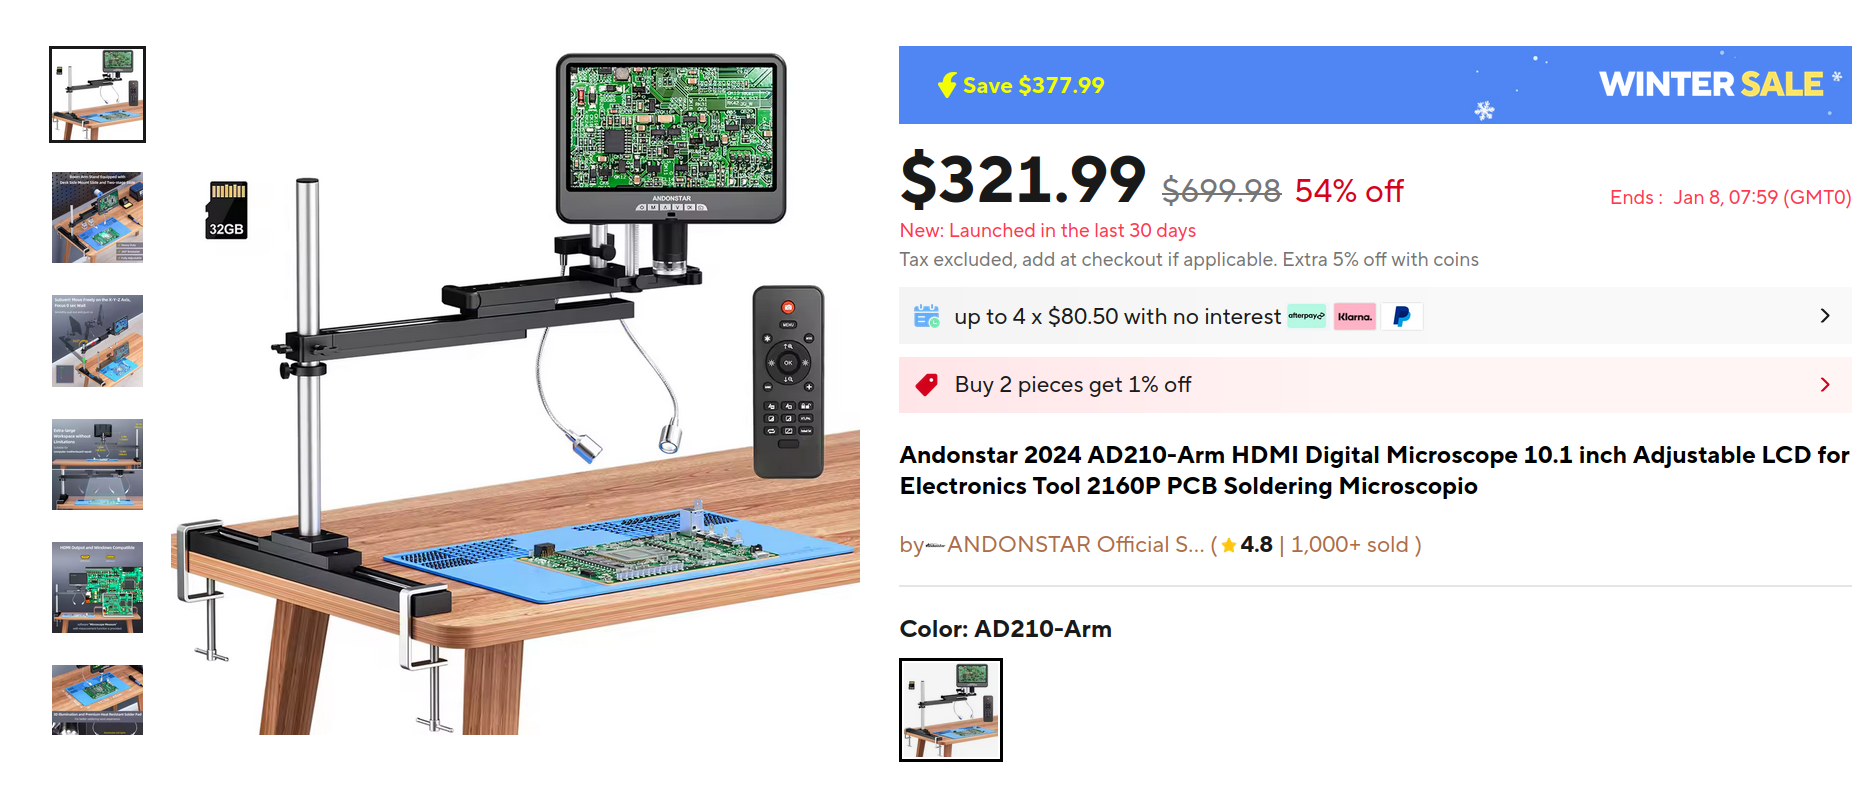 Save $377.99
WINTER SALE
$321.99 $699.98 54% off
Ends : Jan 8, 07:59 (GMT0)
New: Launched in the last 30 days
Tax excluded, add at checkout if applicable. Extra 5% off with coins
up to 4 x $80.50 with no interest afterpay Klarna.
Buy 2 pieces get 1% off
Andonstar 2024 AD210-Arm HDMI Digital Microscope 10.1 inch Adjustable LCD for
Electronics Tool 2160P PCB Soldering Microscopio
by ANDONSTAR Official S... ( 4.8 | 1,000+ sold )
Color: AD210-Arm
ANDONSTAR
32GB
MENU
OK